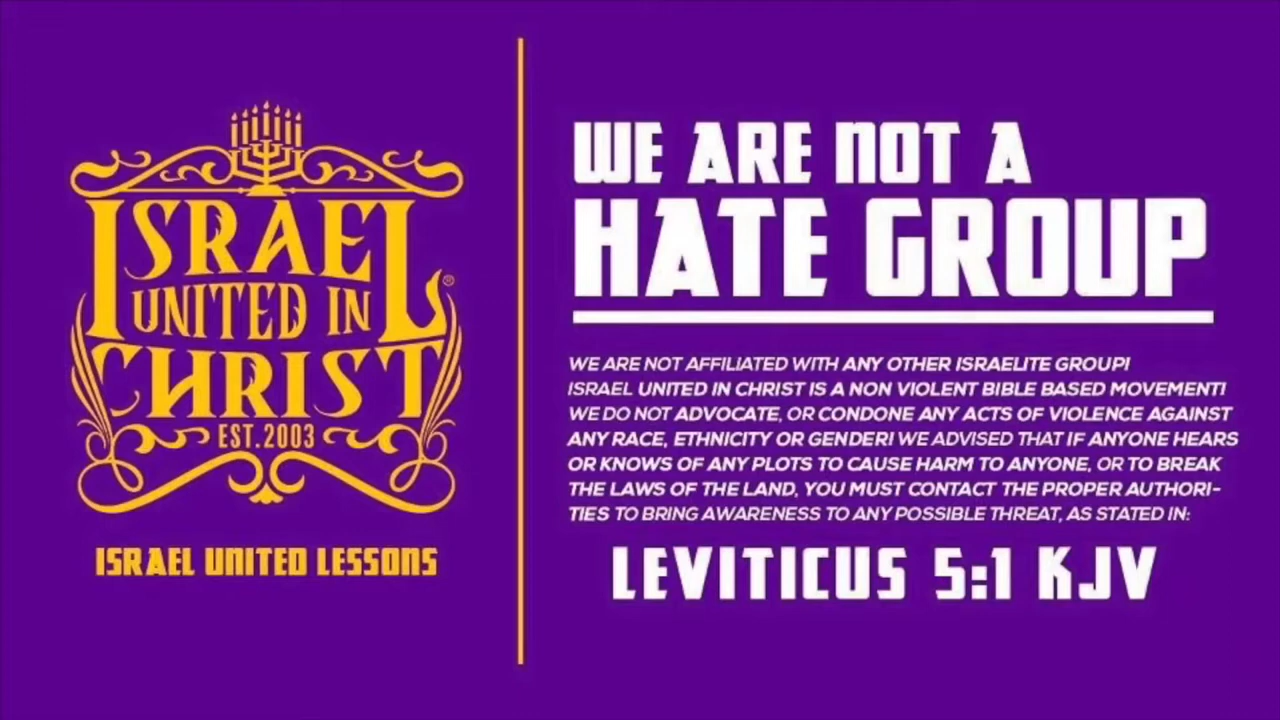 ISRAEL
UNITED IN
CHRIST®
EST.2003
ISRAEL UNITED LESSONS
WE ARE NOT A
HATE GROUP
WE ARE NOT AFFILIATED WITH ANY OTHER ISRAELITE GROUP!
ISRAEL UNITED IN CHRIST IS A NON VIOLENT BIBLE BASED MOVEMENT!
WE DO NOT ADVOCATE, OR CONDONE ANY ACTS OF VIOLENCE AGAINST
ANY RACE, ETHNICITY OR GENDER! WE ADVISED THAT IF ANYONE HEARS
OR KNOWS OF ANY PLOTS TO CAUSE HARM TO ANYONE, OR TO BREAK
THE LAWS OF THE LAND, YOU MUST CONTACT THE PROPER AUTHORI-
TIES TO BRING AWARENESS TO ANY POSSIBLE THREAT, AS STATED IN:
LEVITICUS 5:1 KJV